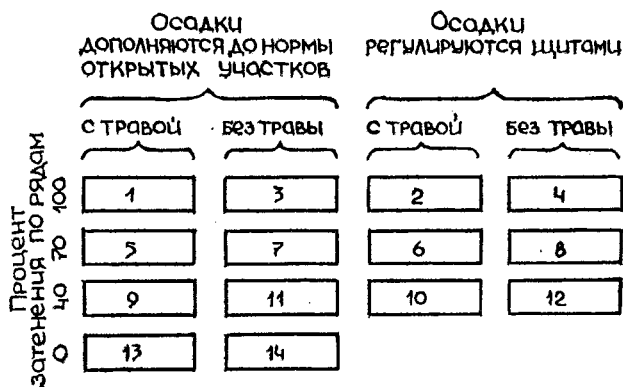 Осадки
дополняются до нормы
открытых участков
Осадки
регулируются щитами
с травой без травы с травой без травы
Процент
затенения по рядам
100 1 3 2 4
70 5 7 6 8
40 9 11 10 12
0 13 14